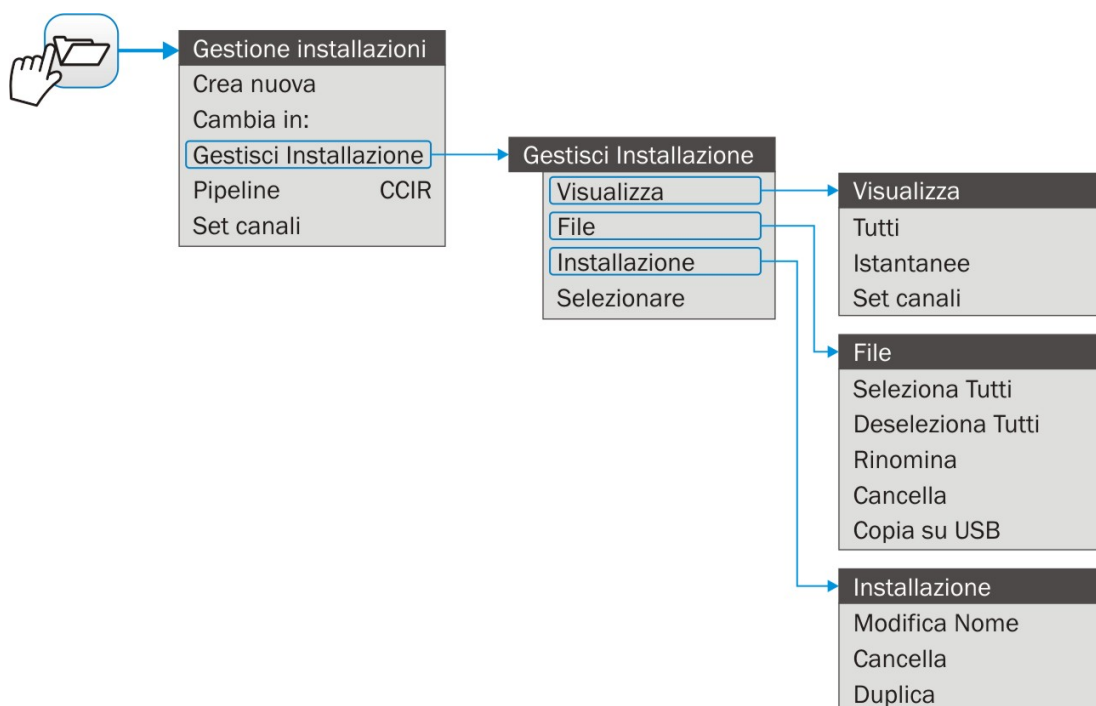 Gestione installazioni
Crea nuova
Cambia in:
Gestisci Installazione
Pipeline CCIR
Set canali
Gestisci Installazione
Visualizza
File
Installazione
Selezionare
Visualizza
Tutti
Istantanee
Set canali
File
Seleziona Tutti
Deseleziona Tutti
Rinomina
Cancella
Copia su USB
Installazione
Modifica Nome
Cancella
Duplica